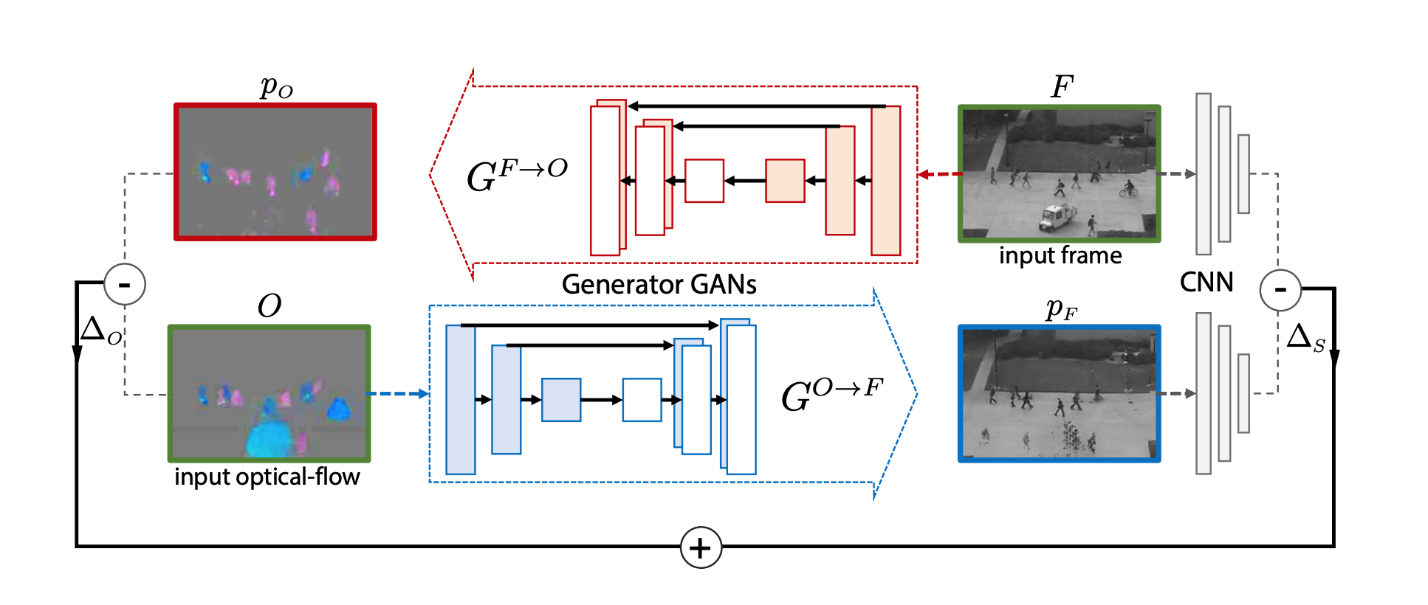 p_O
F
G^{F→O}
input frame
Generator GANs
CNN
-
-
O
p_F
Δ_O
Δ_S
G^{O→F}
input optical-flow
+